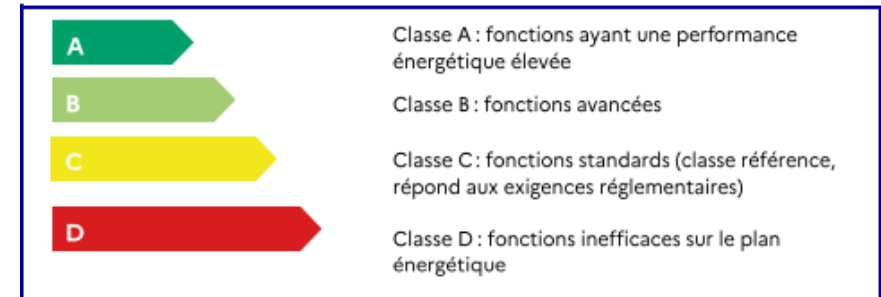 A
Classe A : fonctions ayant une performance
énergétique élevée
B
Classe B : fonctions avancées
C
Classe C : fonctions standards (classe référence,
répond aux exigences réglementaires)
D
Classe D : fonctions inefficaces sur le plan
énergétique